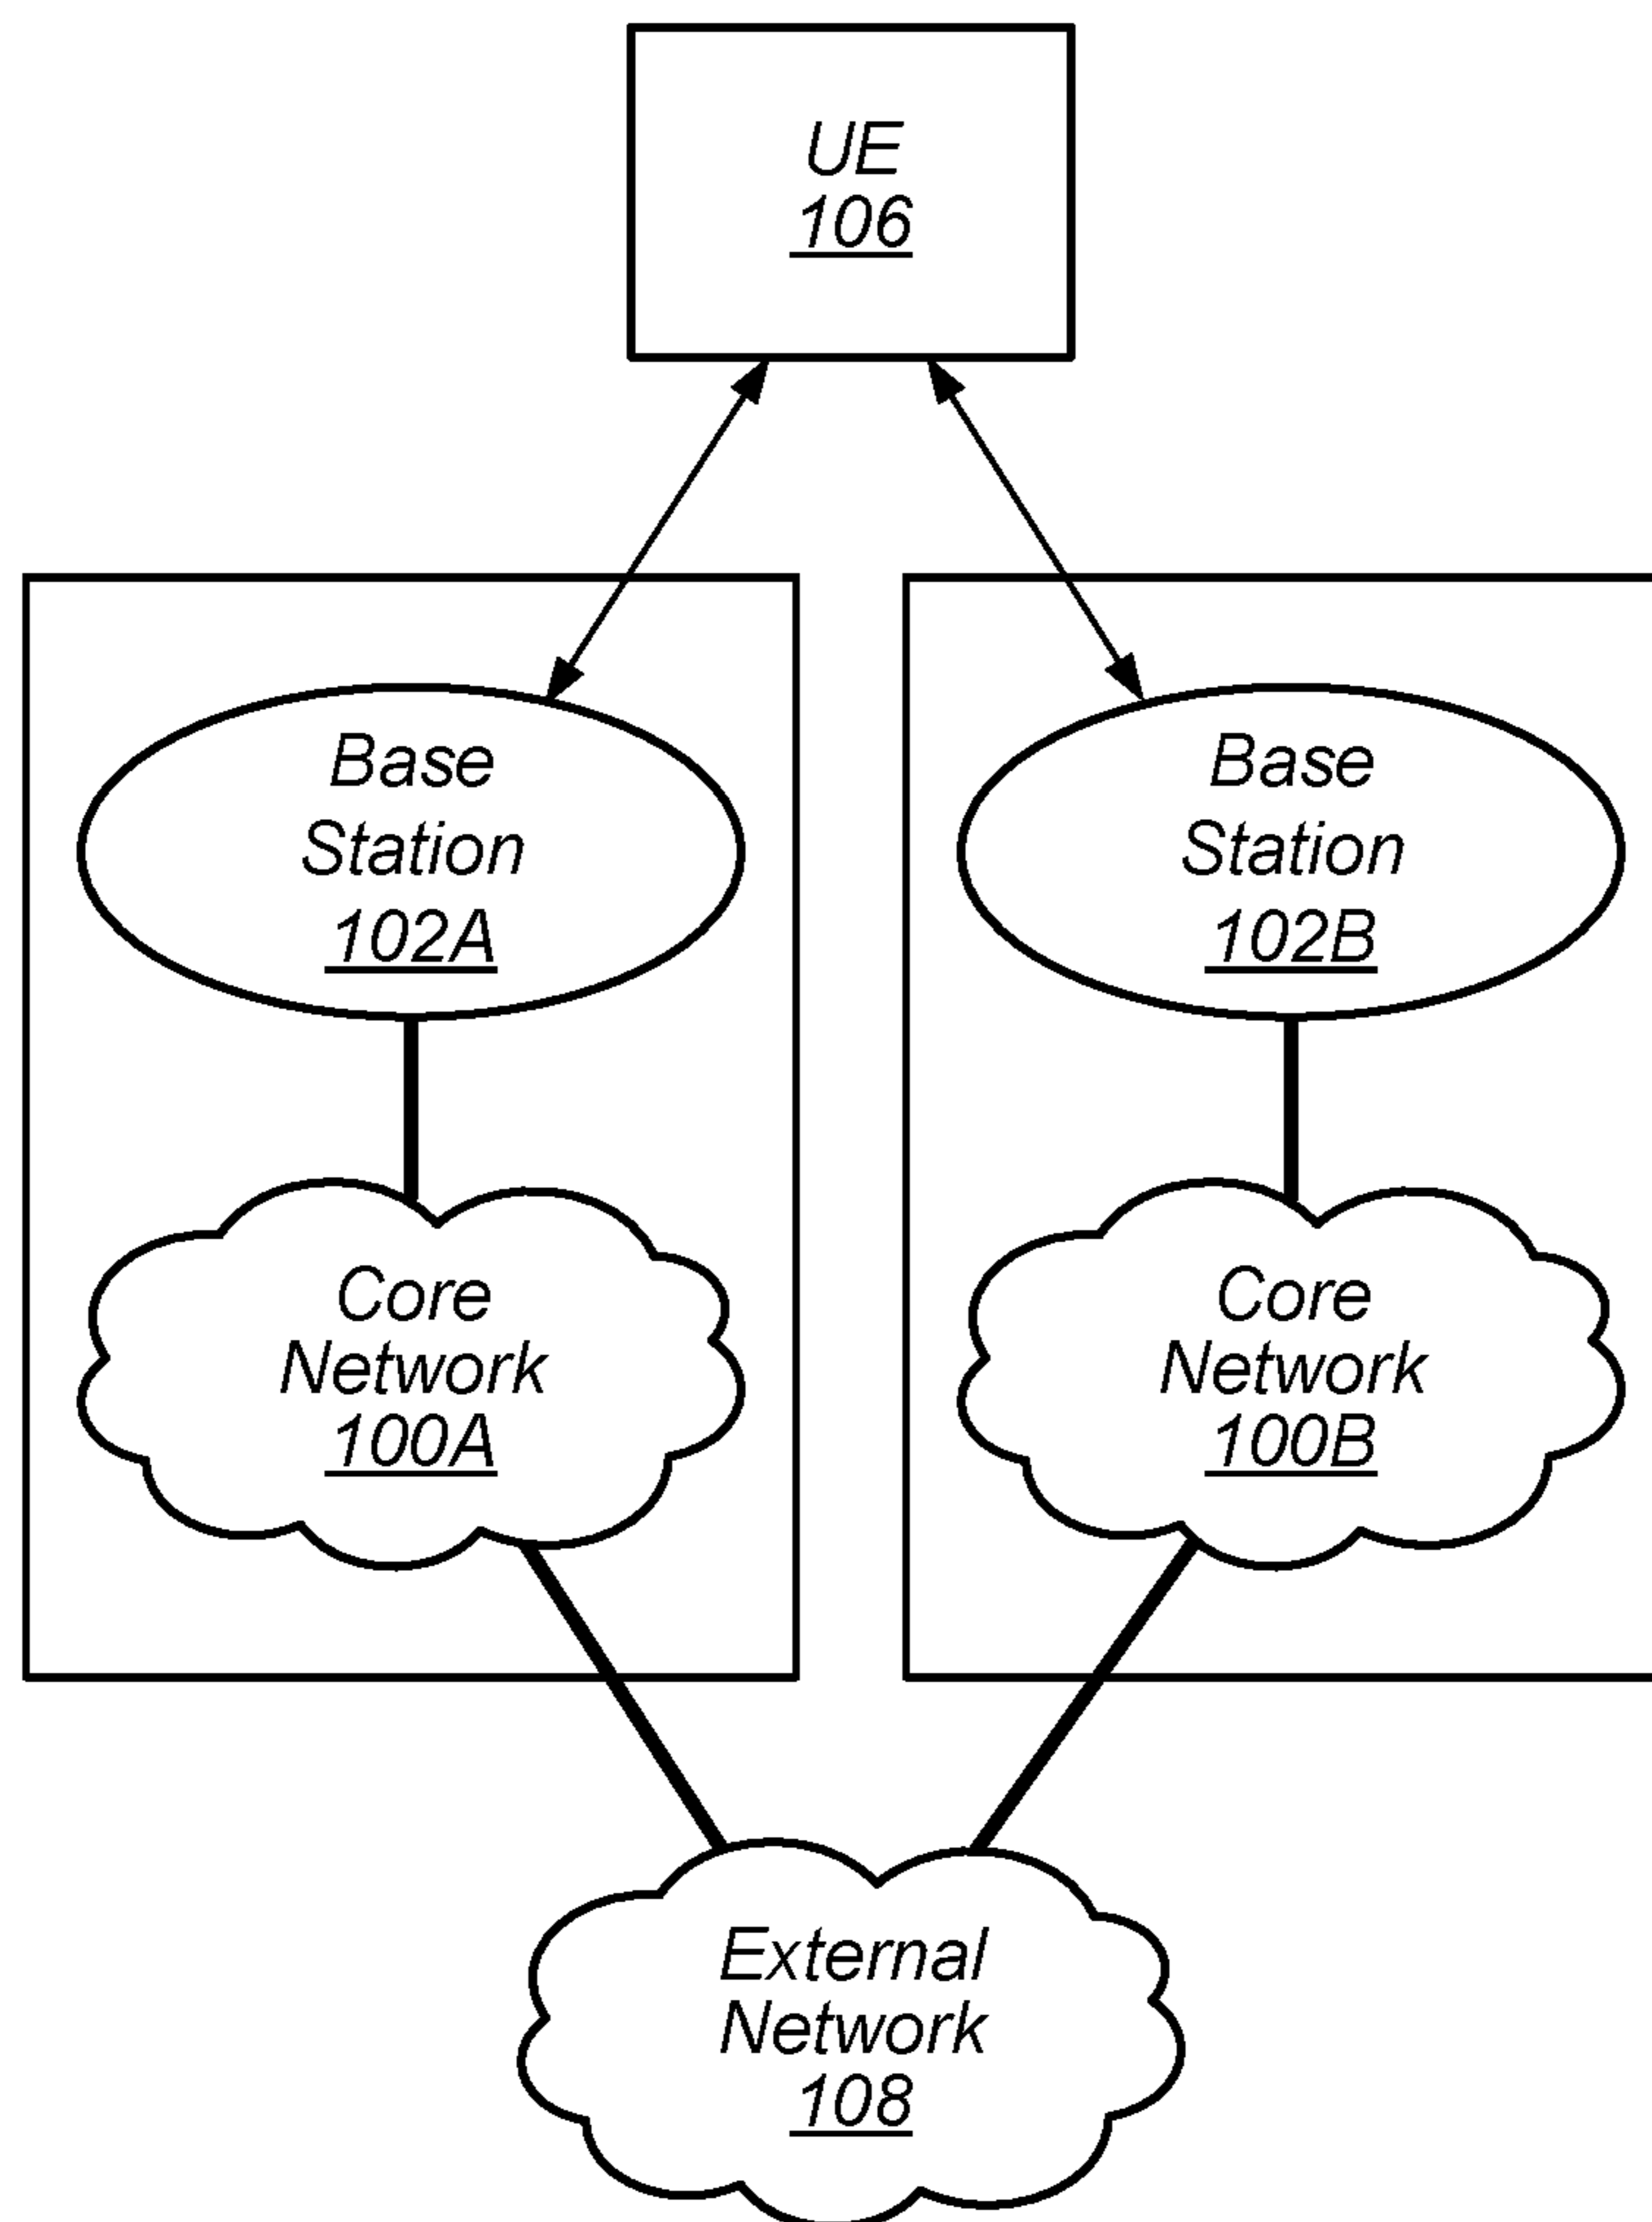 UE
106
Base
Station
102A
Base
Station
102B
Core
Network
100A
Core
Network
100B
External
Network
108